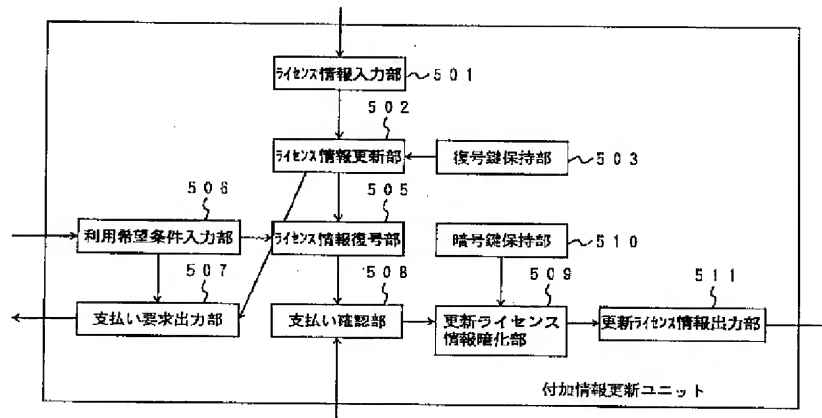 ライセンス情報入力部
501
502
ライセンス情報更新部
復号鍵保持部
503
506
505
利用希望条件入力部
ライセンス情報復号部
暗号鍵保持部
510
507
508
509
511
支払い要求出力部
支払い確認部
更新ライセンス
情報暗化部
更新ライセンス情報出力部
付加情報更新ユニット